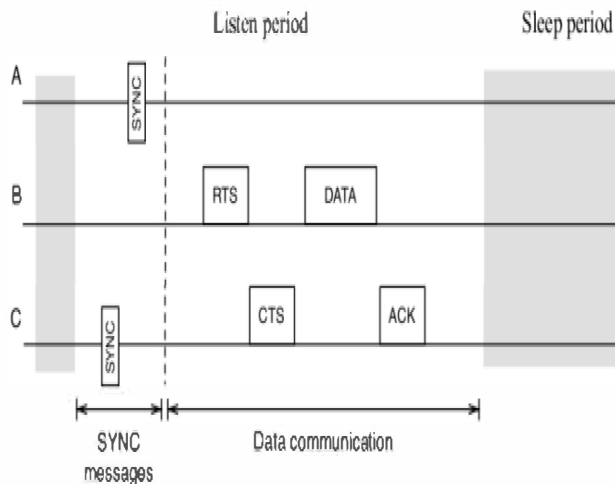 Listen period
Sleep period
A
SYNC
B
RTS
DATA
C
SYNC
CTS
ACK
SYNC
messages
Data communication